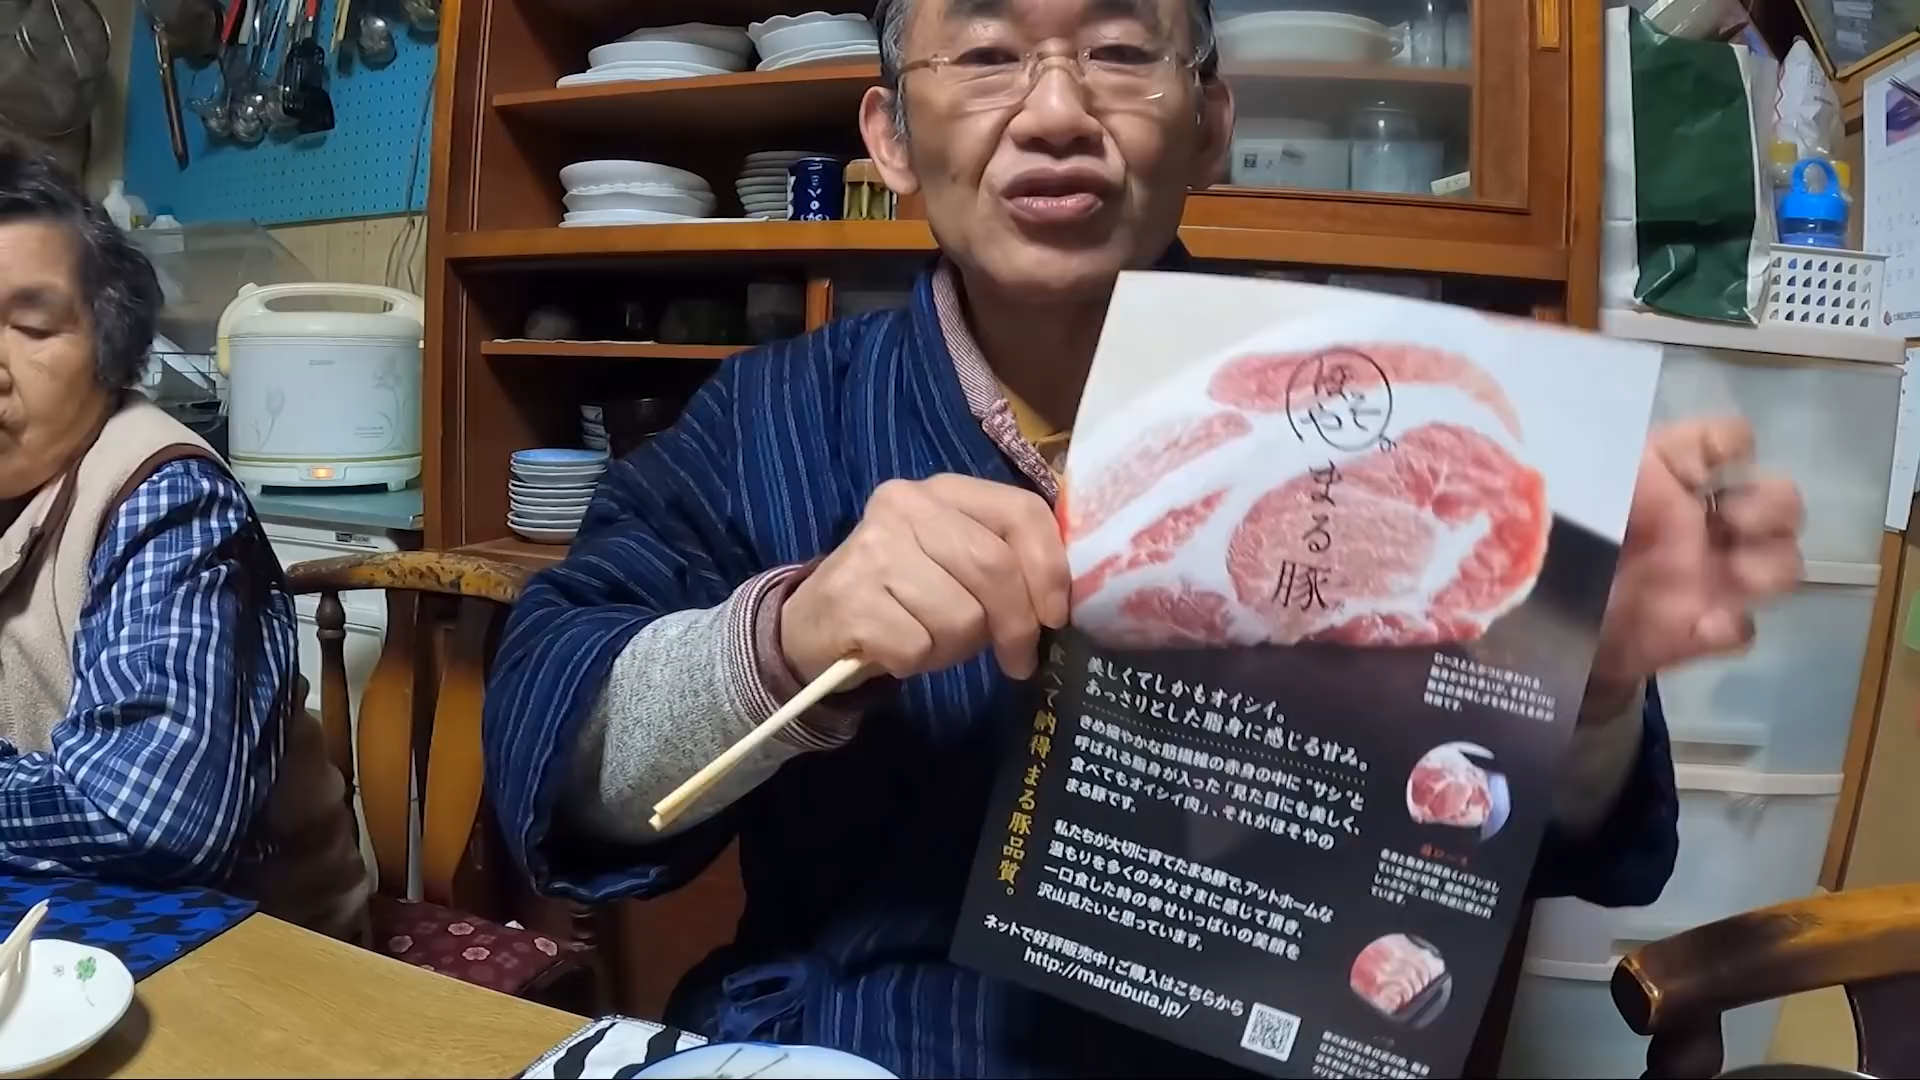 ほそや。
まる豚
食べて納得、まる豚品質。
美しくてしかもオイシイ。
あっさりとした脂身に感じる甘み。
きめ細やかな筋繊維の赤身の中に"サシ"と
呼ばれる脂身が入った「見た目にも美しく、
食べてもオイシイ肉」、それがほそやの
まる豚です。
私たちが大切に育てたまる豚で、アットホームな
温もりを多くのみなさまに感じて頂き、
一口食した時の幸せいっぱいの笑顔を
沢山見たいと思っています。
ネットで好評販売中！ご購入はこちらから
http://marubuta.jp/
肩ロース